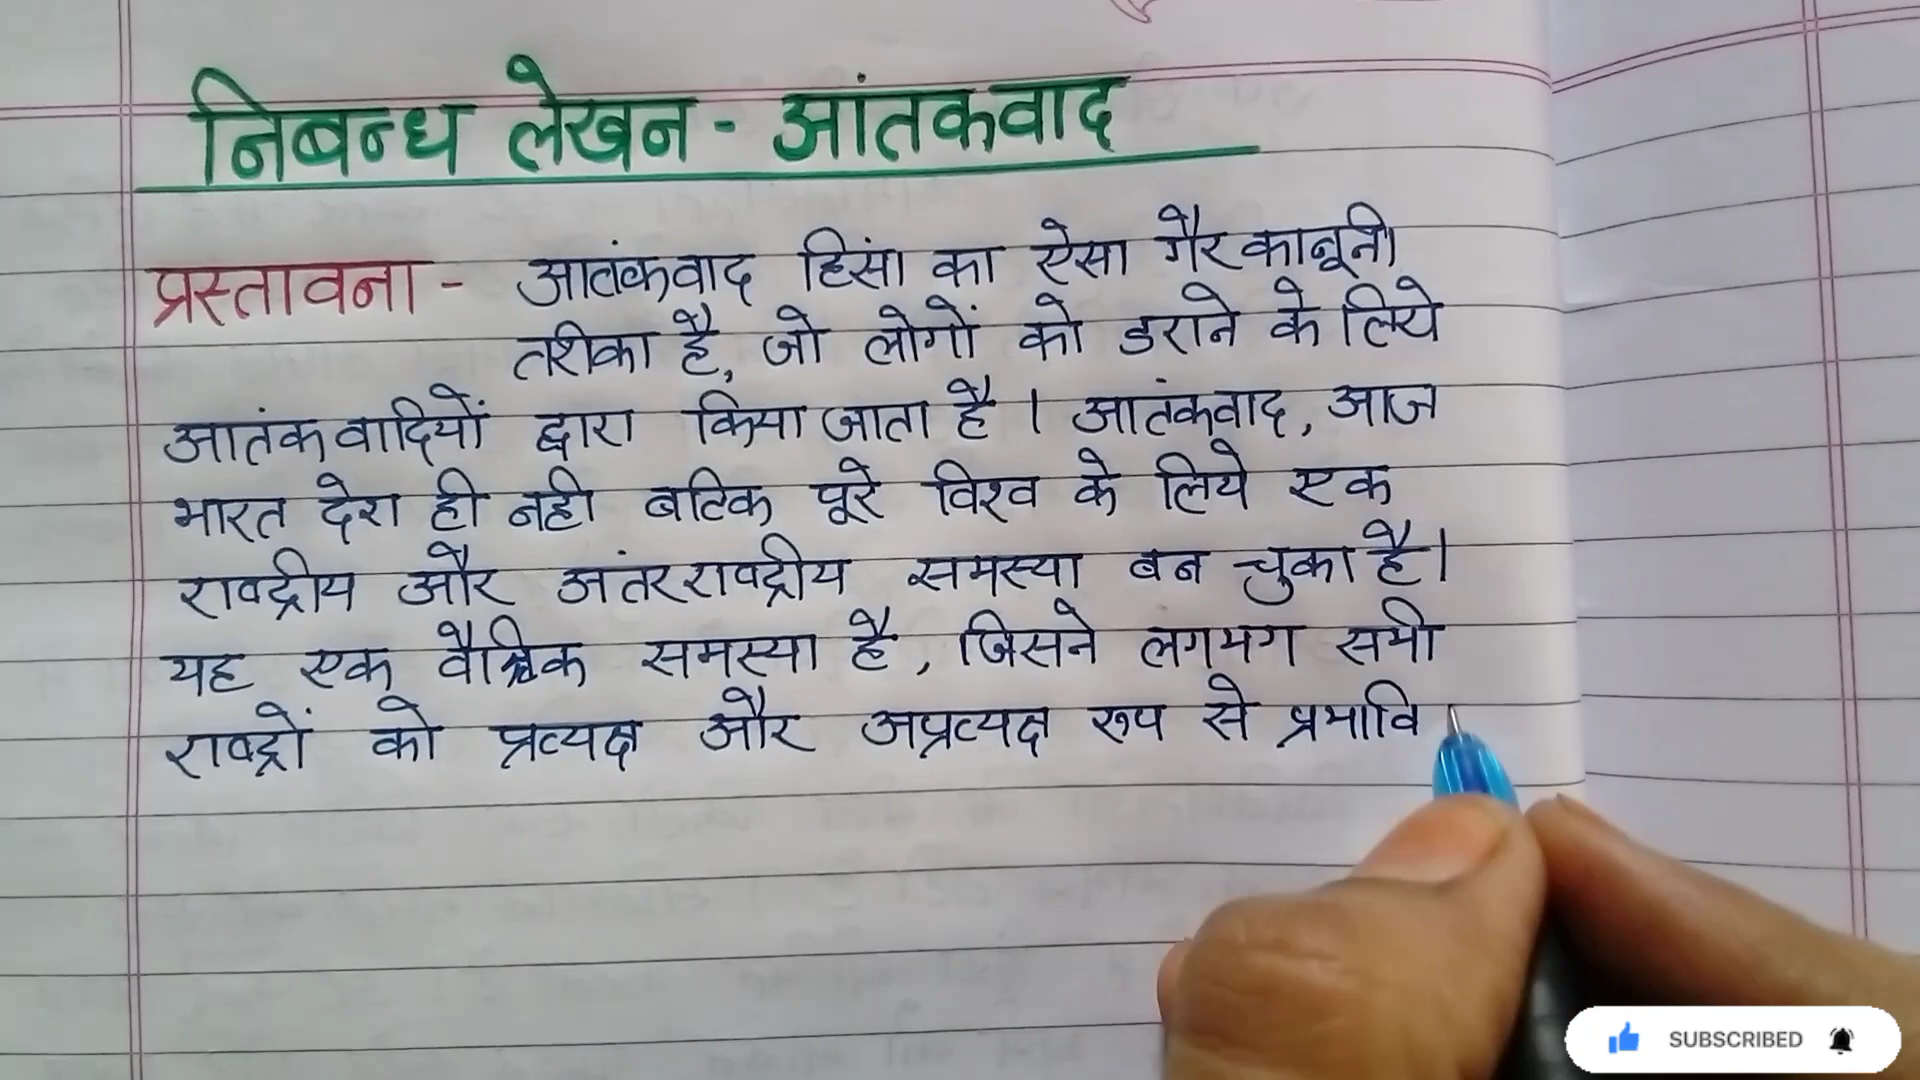 निबन्ध लेखन - आंतकवाद
प्रस्तावना - आतंकवाद हिसां का ऐसा गैरकानूनी
तरीका है, जो लोगों को डराने के लिये
आतंकवादियों द्वारा किया जाता है । आतंकवाद, आज
भारत देश ही नही बल्कि पूरे विश्व के लिये एक
राष्ट्रीय और अंतरराष्ट्रीय समस्या बन चुका है।
यह एक वैश्विक समस्या है, जिसने लगभग सभी
राष्ट्रों को प्रत्यक्ष और अप्रत्यक्ष रुप से प्रभावि
SUBSCRIBED